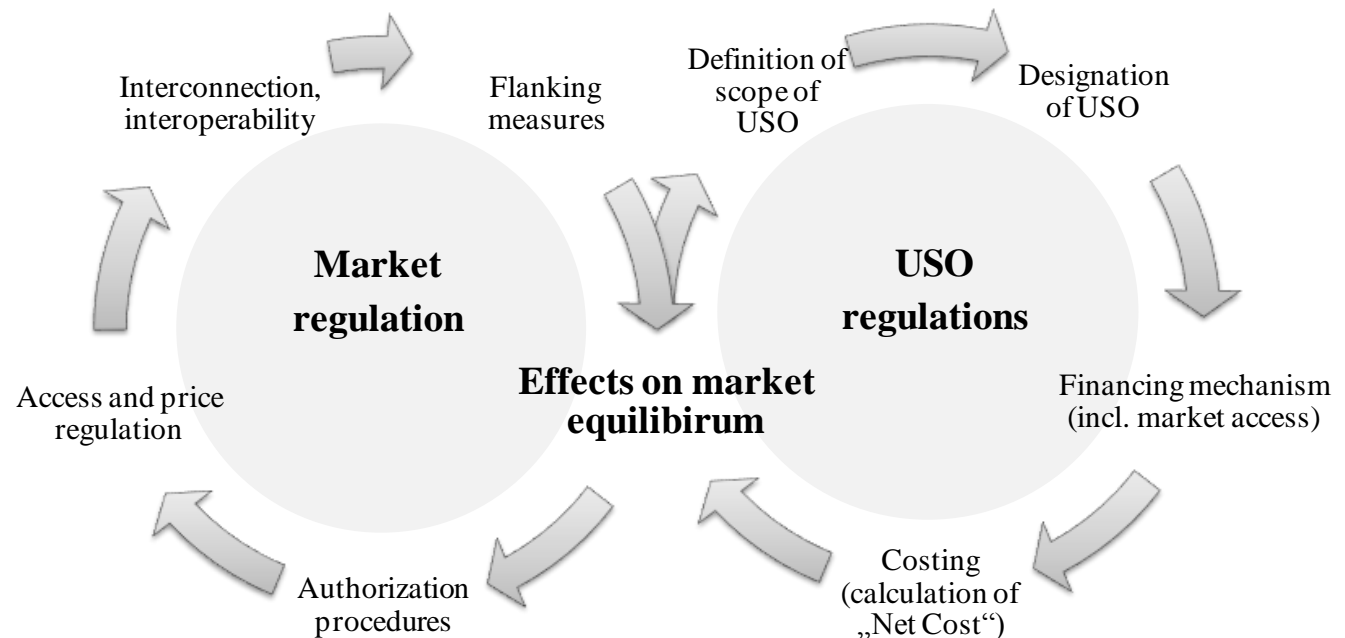 Interconnection,
interoperability
Flanking
measures
Definition of
scope of
USO
Designation
of USO
Market
regulation
USO
regulations
Effects on market
equilibirum
Access and price
regulation
Financing mechanism
(incl. market access)
Authorization
procedures
Costing
(calculation of
„Net Cost“)